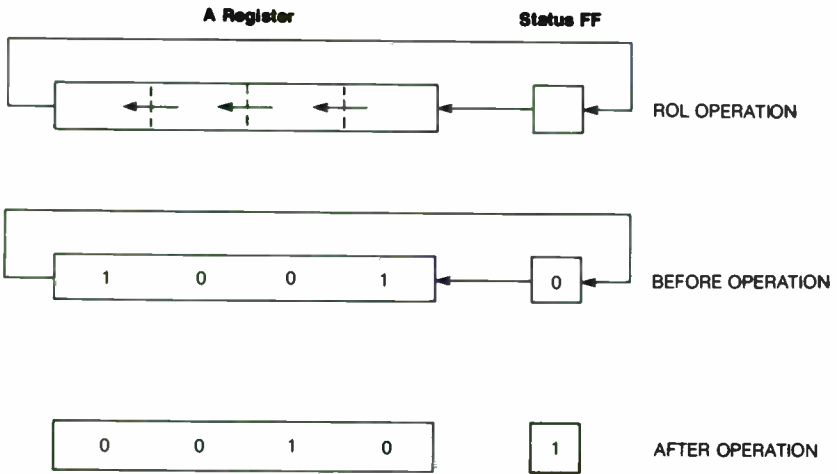 A Register Status FF
ROL OPERATION
1 0 0 1 0 BEFORE OPERATION
0 0 1 0 1 AFTER OPERATION